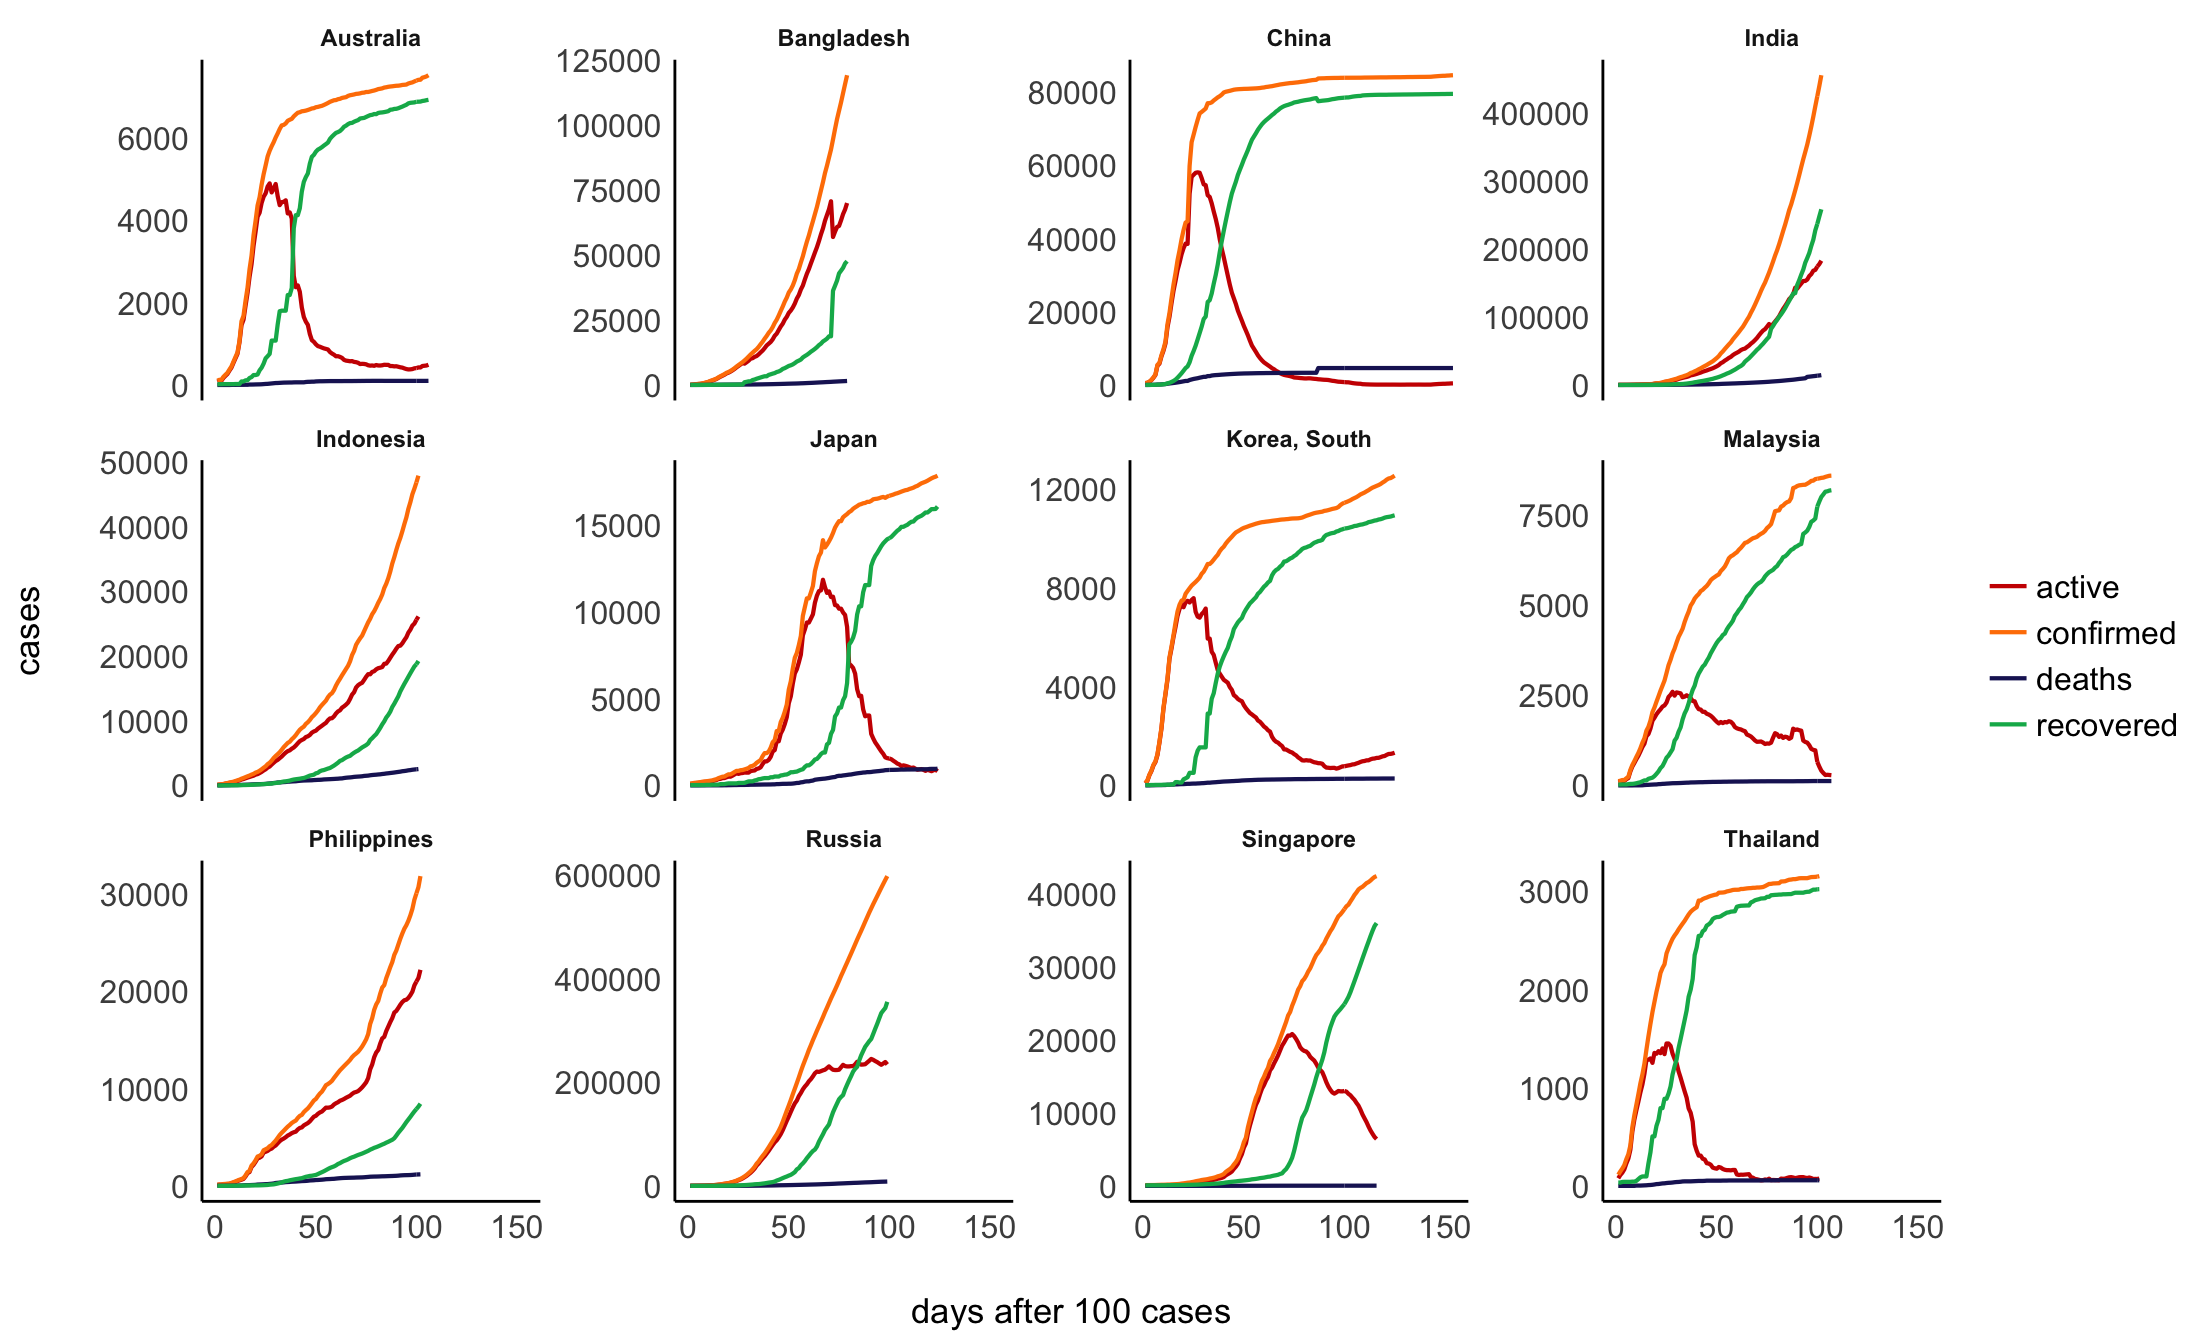 Australia
Bangladesh
China
India
6000
4000
2000
0
125000
100000
75000
50000
25000
0
80000
60000
40000
20000
0
400000
300000
200000
100000
0
Indonesia
Japan
Korea, South
Malaysia
50000
40000
30000
20000
10000
0
15000
10000
5000
0
12000
8000
4000
0
7500
5000
2500
0
Philippines
Russia
Singapore
Thailand
30000
20000
10000
0
600000
400000
200000
0
40000
30000
20000
10000
0
3000
2000
1000
0
0 50 100 150
0 50 100 150
0 50 100 150
0 50 100 150
cases
days after 100 cases
active
confirmed
deaths
recovered